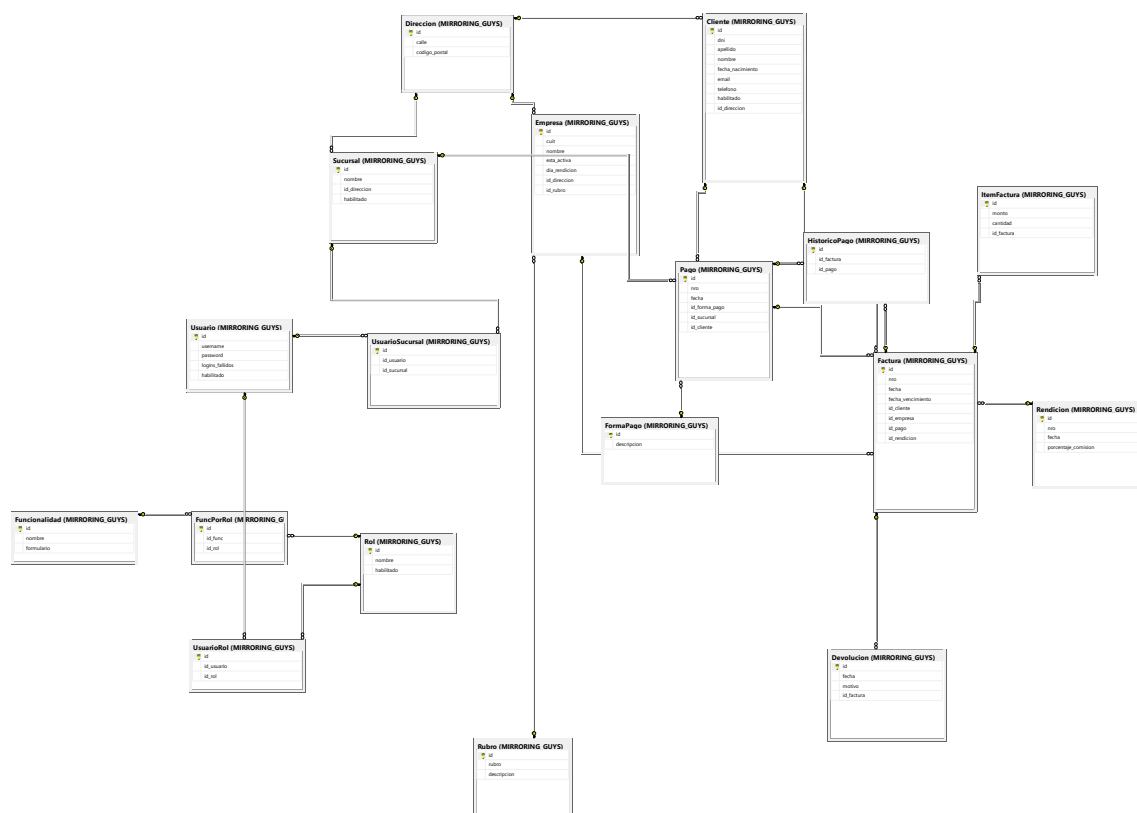 Direccion (MIRRORING_GUYS)
id
calle
codigo_postal
Cliente (MIRRORING_GUYS)
id
dni
apellido
nombre
fecha_nacimiento
email
telefono
habilitado
id_direccion
Empresa (MIRRORING_GUYS)
id
cuit
nombre
esta_activa
dia_rendicion
id_direccion
id_rubro
Sucursal (MIRRORING_GUYS)
id
nombre
id_direccion
habilitado
ItemFactura (MIRRORING_GUYS)
id
monto
cantidad
id_factura
HistoricoPago (MIRRORING_GUYS)
id
id_factura
id_pago
Pago (MIRRORING_GUYS)
id
nro
fecha
id_forma_pago
id_sucursal
id_cliente
Usuario (MIRRORING_GUYS)
id
username
password
logins_fallidos
habilitado
UsuarioSucursal (MIRRORING_GUYS)
id
id_usuario
id_sucursal
Factura (MIRRORING_GUYS)
id
nro
fecha
fecha_vencimiento
id_cliente
id_empresa
id_pago
id_rendicion
Rendicion (MIRRORING_GUYS)
id
nro
fecha
porcentaje_comision
FormaPago (MIRRORING_GUYS)
id
descripcion
Funcionalidad (MIRRORING_GUYS)
id
nombre
formulario
FuncPorRol (MIRRORING_G
id
id_func
id_rol
Rol (MIRRORING_GUYS)
id
nombre
habilitado
UsuarioRol (MIRRORING_GUYS)
id
id_usuario
id_rol
Devolucion (MIRRORING_GUYS)
id
fecha
motivo
id_factura
Rubro (MIRRORING_GUYS)
id
rubro
descripcion